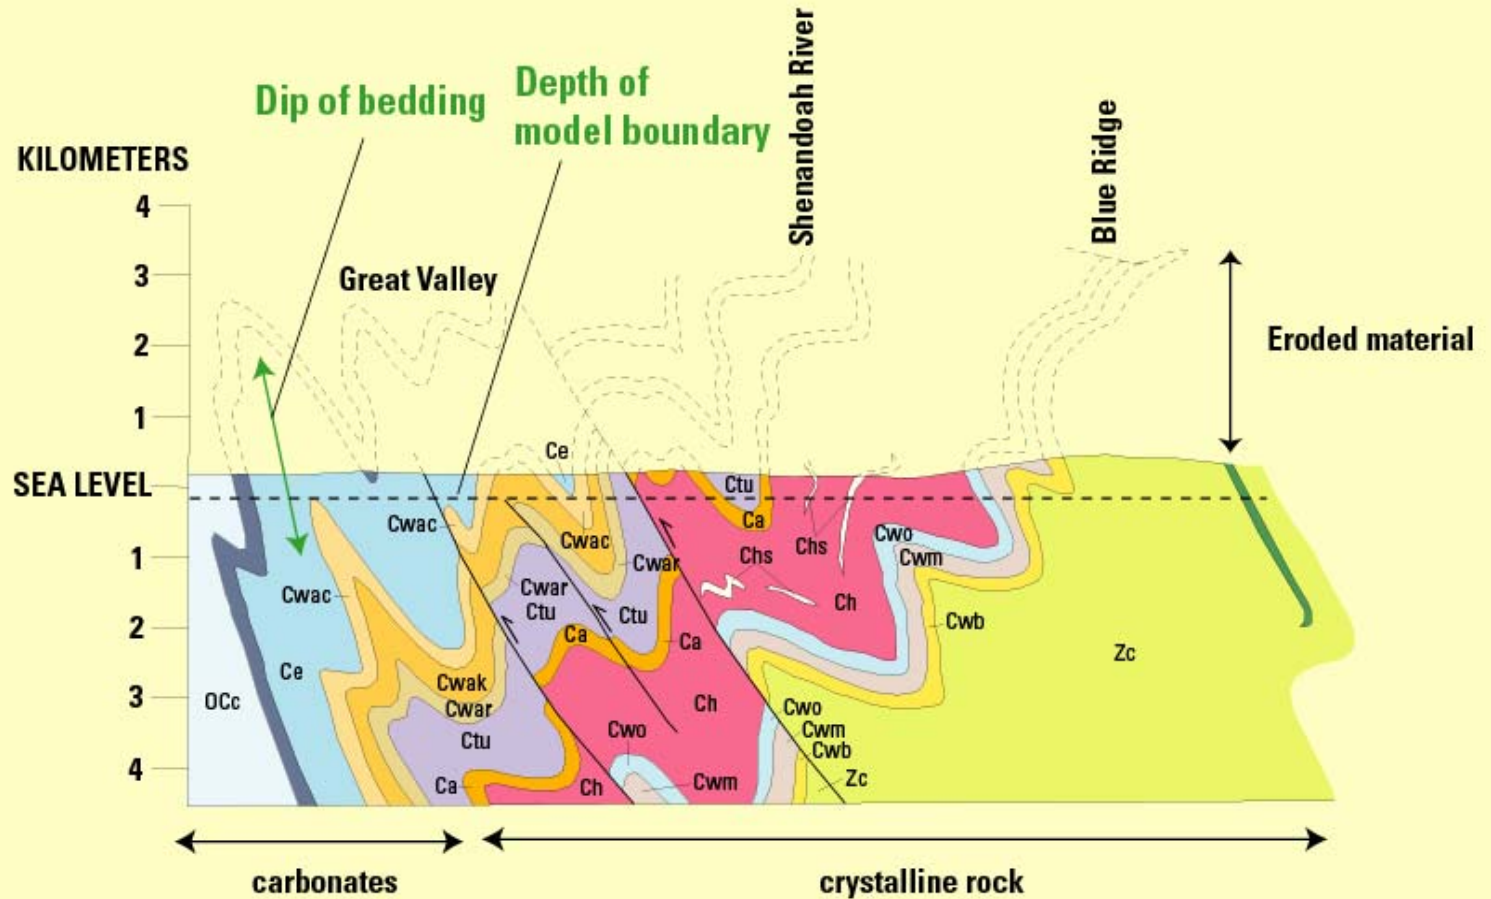 Dip of bedding
Depth of
model boundary
Shenandoah River
Blue Ridge
KILOMETERS
4
3
2
1
SEA LEVEL
1
2
3
4
Great Valley
Eroded material
Ce
Ctu
Ca
Cwac
Cwac
Cwar
Chs
Chs
Cwo
Cwm
Cwac
Cwar
Ctu
Ctu
Ca
Ca
Ch
Cwb
Zc
Ce
OCc
Cwak
Cwar
Ctu
Ca
Ch
Cwo
Cwm
Ch
Cwo
Cwm
Cwb
Zc
carbonates
crystalline rock